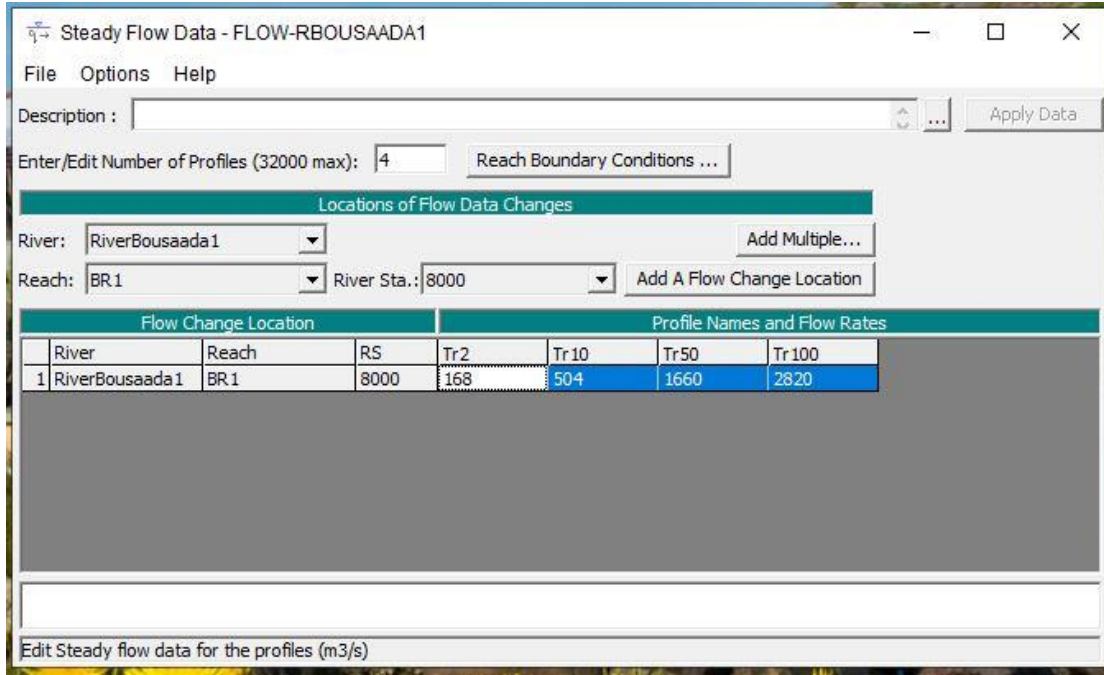 Steady Flow Data - FLOW-RBOUSAADA1
File Options Help
Description : ... Apply Data
Enter/Edit Number of Profiles (32000 max): 4 Reach Boundary Conditions ...
Locations of Flow Data Changes
River: RiverBousaada1 Add Multiple...
Reach: BR1 River Sta.: 8000 Add A Flow Change Location
Flow Change Location Profile Names and Flow Rates
River Reach RS Tr2 Tr10 Tr50 Tr100
1 RiverBousaada1 BR1 8000 168 504 1660 2820
Edit Steady flow data for the profiles (m3/s)